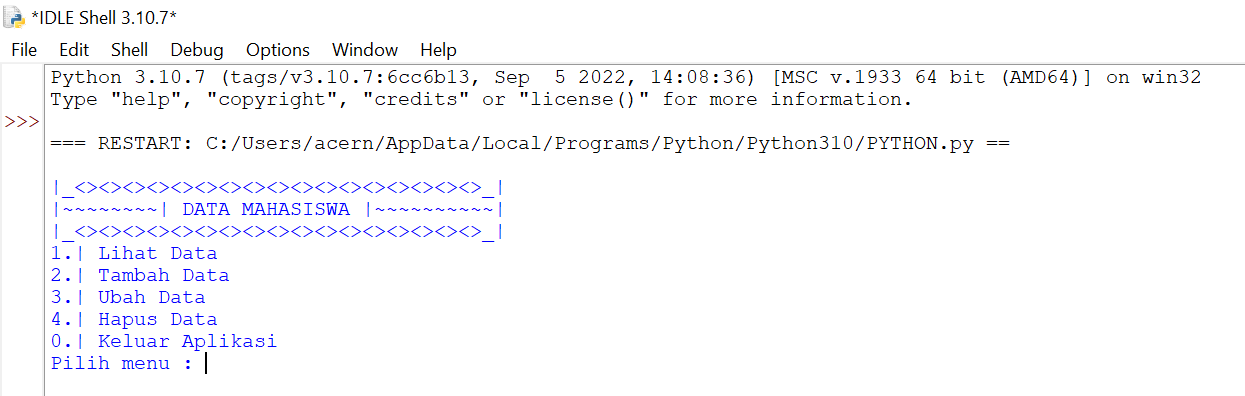 *IDLE Shell 3.10.7*
File Edit Shell Debug Options Window Help
Python 3.10.7 (tags/v3.10.7:6cc6b13, Sep  5 2022, 14:08:36) [MSC v.1933 64 bit (AMD64)] on win32
Type "help", "copyright", "credits" or "license()" for more information.
>>>
=== RESTART: C:/Users/acern/AppData/Local/Programs/Python/Python310/PYTHON.py ==
|_<><><><><><><><><><><><><><><><><>_|
|~~~~~~~~| DATA MAHASISWA |~~~~~~~~~~|
|_<><><><><><><><><><><><><><><><><>_|
1.| Lihat Data
2.| Tambah Data
3.| Ubah Data
4.| Hapus Data
0.| Keluar Aplikasi
Pilih menu :